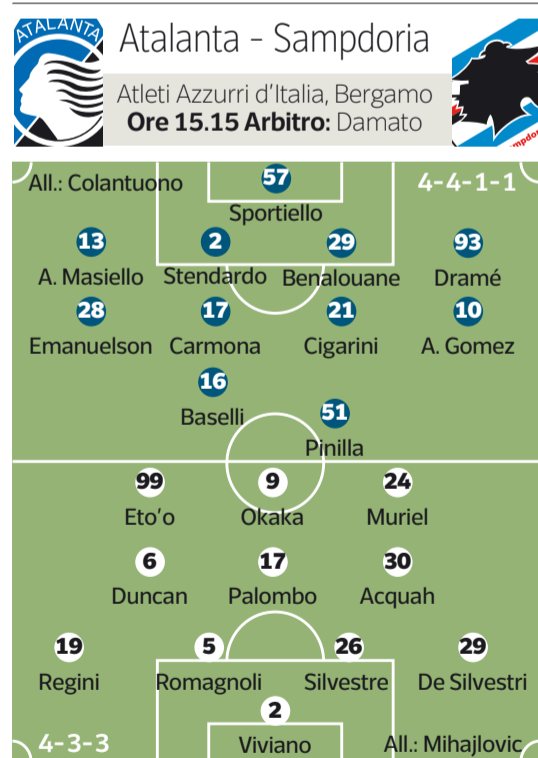 ATALANTA
Atalanta - Sampdoria
Atleti Azzurri d'Italia, Bergamo
Ore 15.15 Arbitro: Damato
All.: Colantuono
57
4-4-1-1
Sportiello
13 2 29 93
A. Masiello Stendardo Benalouane Dramé
28 17 21 10
Emanuelson Carmona Cigarini A. Gomez
16
Baselli
51
Pinilla
99 9 24
Eto'o Okaka Muriel
6 17 30
Duncan Palombo Acquah
19 5 26 29
Regini Romagnoli Silvestre De Silvestri
2
4-3-3 Viviano All.: Mihajlovic